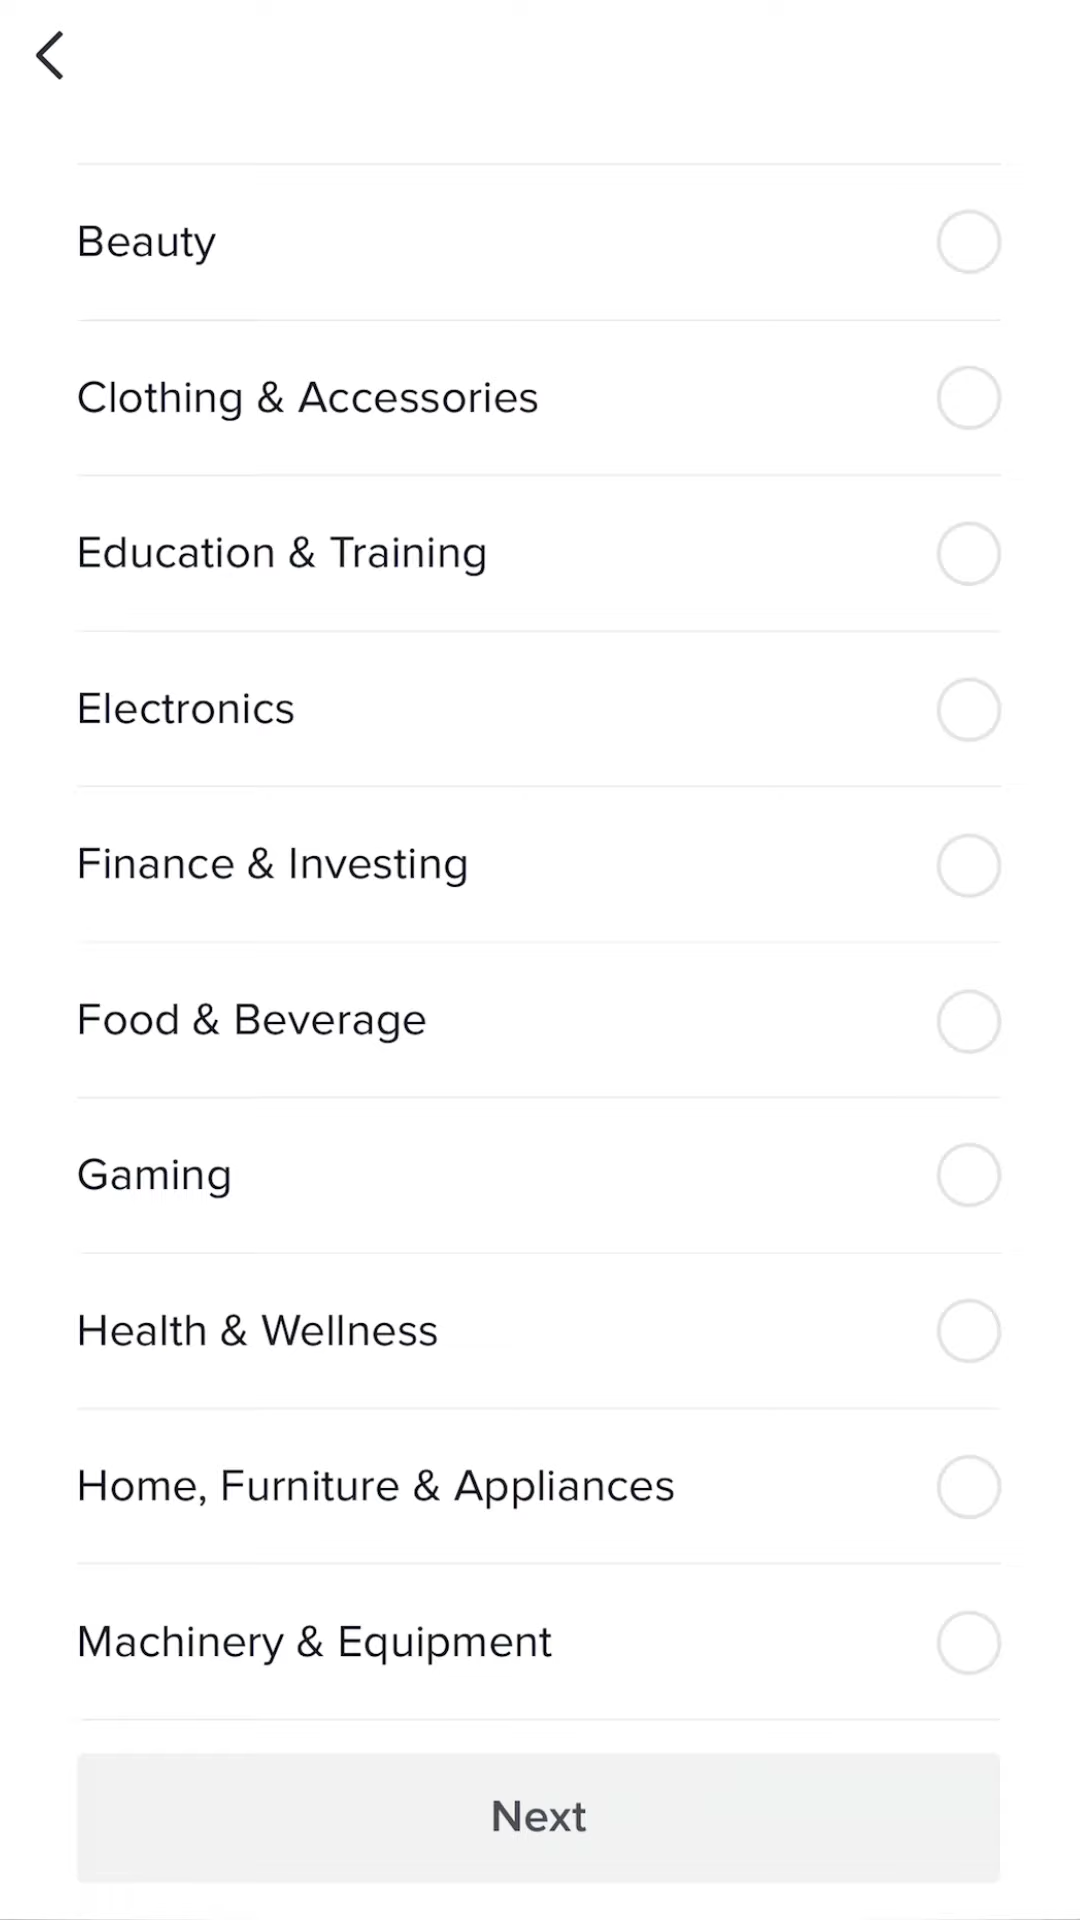 Beauty
Clothing & Accessories
Education & Training
Electronics
Finance & Investing
Food & Beverage
Gaming
Health & Wellness
Home, Furniture & Appliances
Machinery & Equipment
Next